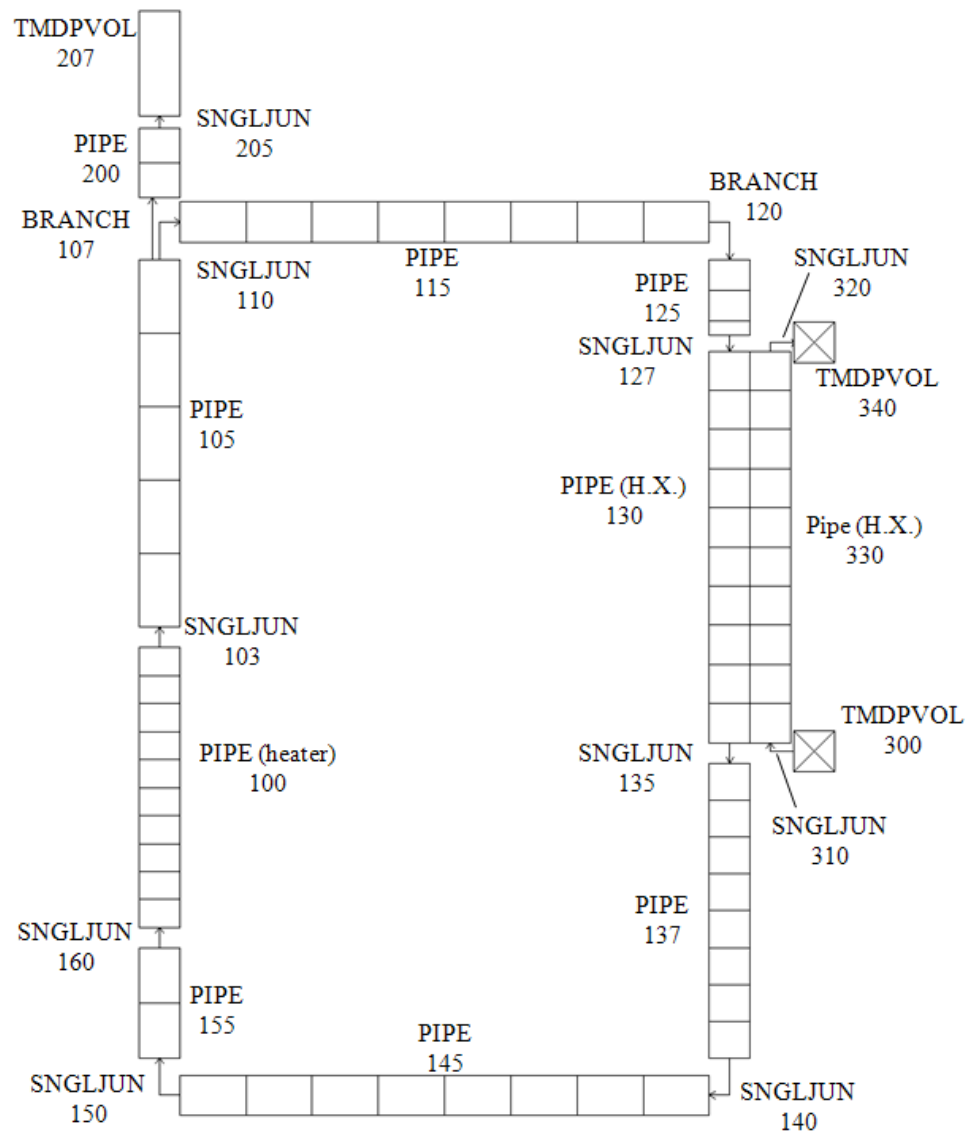 TMDPVOL
207
SNGLJUN
205
PIPE
200
BRANCH
107
BRANCH
120
SNGLJUN
110
PIPE
115
SNGLJUN
320
PIPE
125
SNGLJUN
127
TMDPVOL
340
PIPE
105
PIPE (H.X.)
130
Pipe (H.X.)
330
SNGLJUN
103
PIPE (heater)
100
SNGLJUN
135
TMDPVOL
300
SNGLJUN
310
PIPE
137
SNGLJUN
160
PIPE
155
PIPE
145
SNGLJUN
150
SNGLJUN
140